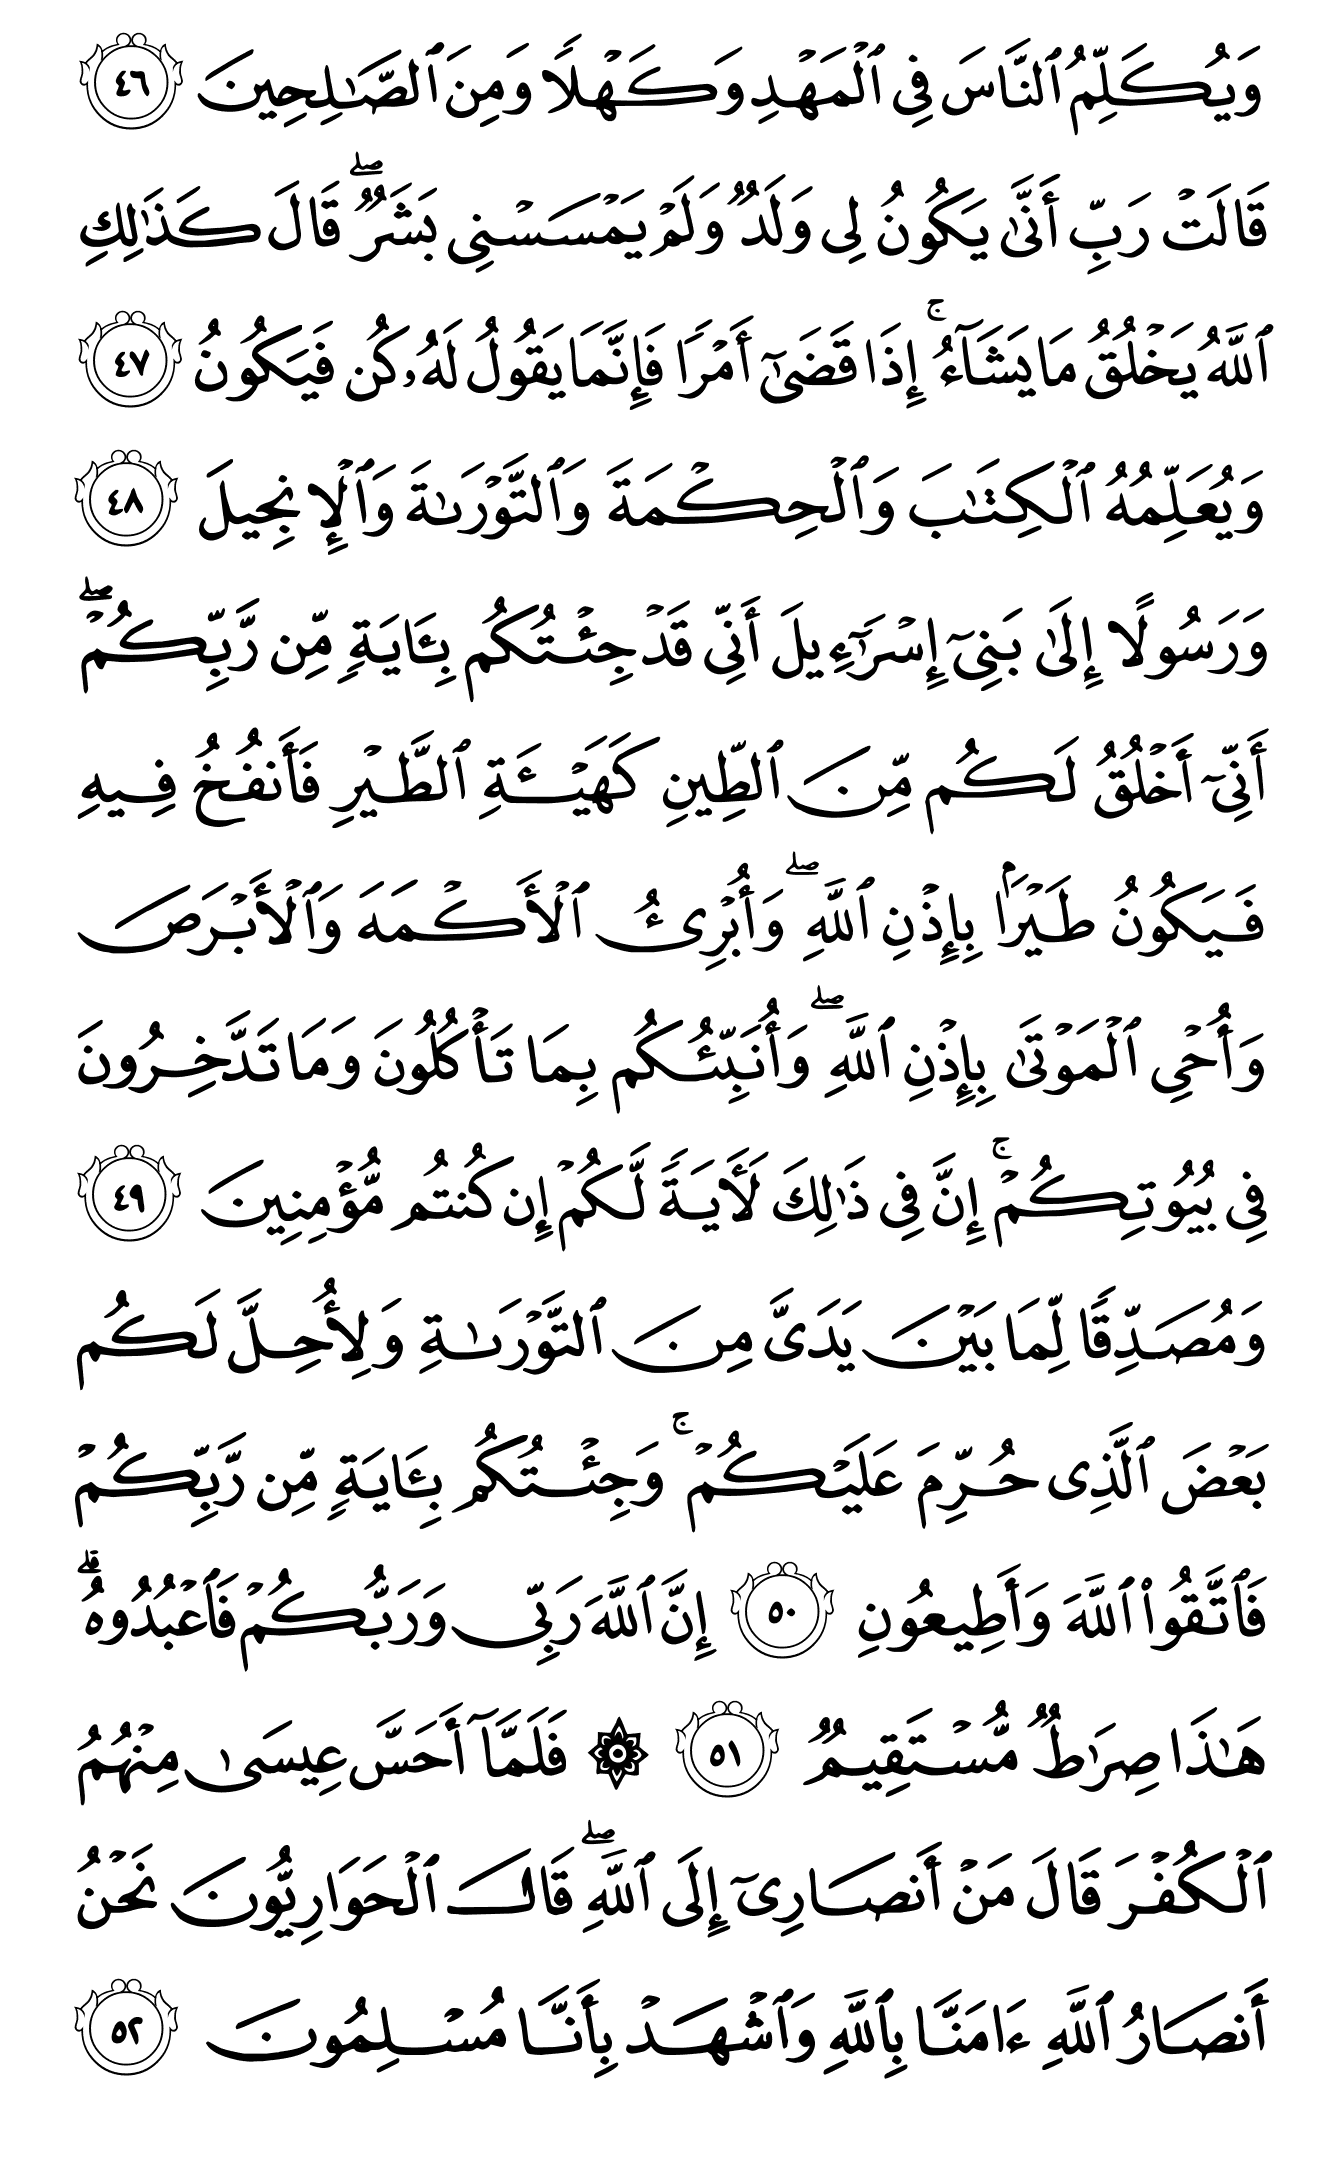 وَيُكَلِّمُ ٱلنَّاسَ فِى ٱلْمَهْدِ وَكَهْلًا وَمِنَ ٱلصَّـٰلِحِينَ ٤٦
قَالَتْ رَبِّ أَنَّىٰ يَكُونُ لِى وَلَدٌ وَلَمْ يَمْسَسْنِى بَشَرٌ ۖ قَالَ كَذَٰلِكِ
ٱللَّهُ يَخْلُقُ مَا يَشَآءُ ۚ إِذَا قَضَىٰٓ أَمْرًا فَإِنَّمَا يَقُولُ لَهُۥ كُن فَيَكُونُ ٤٧
وَيُعَلِّمُهُ ٱلْكِتَـٰبَ وَٱلْحِكْمَةَ وَٱلتَّوْرَىٰةَ وَٱلْإِنجِيلَ ٤٨
وَرَسُولًا إِلَىٰ بَنِىٓ إِسْرَٰٓءِيلَ أَنِّى قَدْ جِئْتُكُم بِـَٔايَةٍ مِّن رَّبِّكُمْ ۖ
أَنِّىٓ أَخْلُقُ لَكُم مِّنَ ٱلطِّينِ كَهَيْـَٔةِ ٱلطَّيْرِ فَأَنفُخُ فِيهِ
فَيَكُونُ طَيْرًۢا بِإِذْنِ ٱللَّهِ ۖ وَأُبْرِئُ ٱلْأَكْمَهَ وَٱلْأَبْرَصَ
وَأُحْىِ ٱلْمَوْتَىٰ بِإِذْنِ ٱللَّهِ ۖ وَأُنَبِّئُكُم بِمَا تَأْكُلُونَ وَمَا تَدَّخِرُونَ
فِى بُيُوتِكُمْ ۚ إِنَّ فِى ذَٰلِكَ لَـَٔايَةً لَّكُمْ إِن كُنتُم مُّؤْمِنِينَ ٤٩
وَمُصَدِّقًا لِّمَا بَيْنَ يَدَىَّ مِنَ ٱلتَّوْرَىٰةِ وَلِأُحِلَّ لَكُم
بَعْضَ ٱلَّذِى حُرِّمَ عَلَيْكُمْ ۚ وَجِئْتُكُم بِـَٔايَةٍ مِّن رَّبِّكُمْ
فَٱتَّقُوا۟ ٱللَّهَ وَأَطِيعُونِ ٥٠ إِنَّ ٱللَّهَ رَبِّى وَرَبُّكُمْ فَٱعْبُدُوهُ ۗ
هَـٰذَا صِرَٰطٌ مُّسْتَقِيمٌ ٥١ ۞ فَلَمَّآ أَحَسَّ عِيسَىٰ مِنْهُمُ
ٱلْكُفْرَ قَالَ مَنْ أَنصَارِىٓ إِلَى ٱللَّهِ ۖ قَالَ ٱلْحَوَارِيُّونَ نَحْنُ
أَنصَارُ ٱللَّهِ ءَامَنَّا بِٱللَّهِ وَٱشْهَدْ بِأَنَّا مُسْلِمُونَ ٥٢